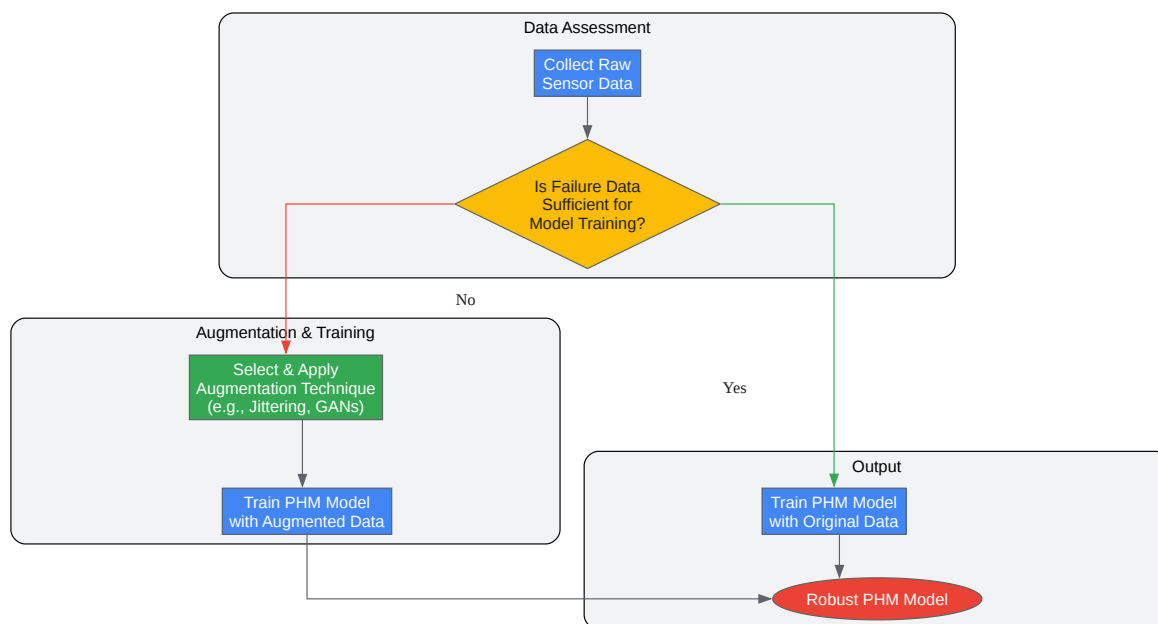 Data Assessment
Collect Raw
Sensor Data
Is Failure Data
Sufficient for
Model Training?
No
Augmentation & Training
Select & Apply
Augmentation Technique
(e.g., Jittering, GANs)
Yes
Train PHM Model
with Augmented Data
Output
Train PHM Model
with Original Data
Robust PHM Model